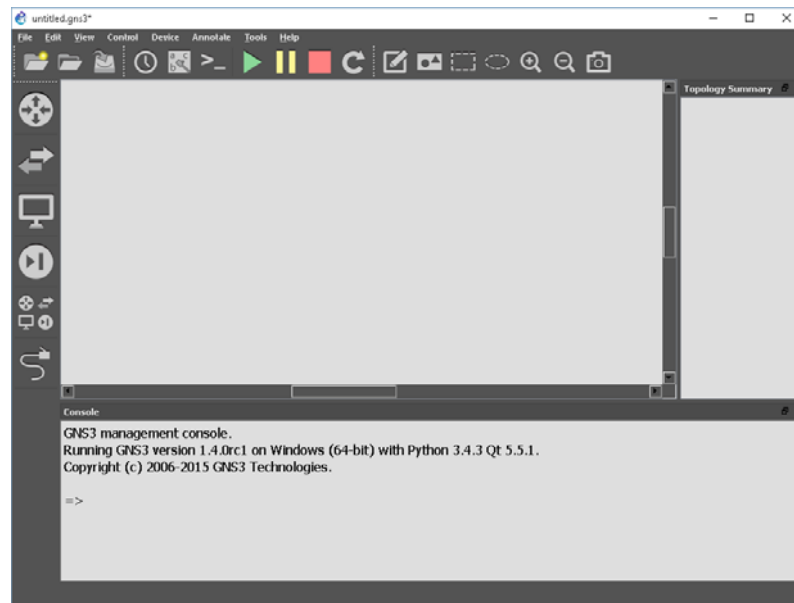 untitled.gns3*
File Edit View Control Device Annotate Tools Help
Topology Summary
Console
GNS3 management console.
Running GNS3 version 1.4.0rc1 on Windows (64-bit) with Python 3.4.3 Qt 5.5.1.
Copyright (c) 2006-2015 GNS3 Technologies.
=>